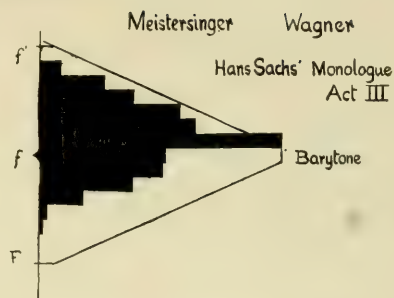 Meistersinger Wagner
Hans Sachs' Monologue
Act III
f'
f
Barytone
F